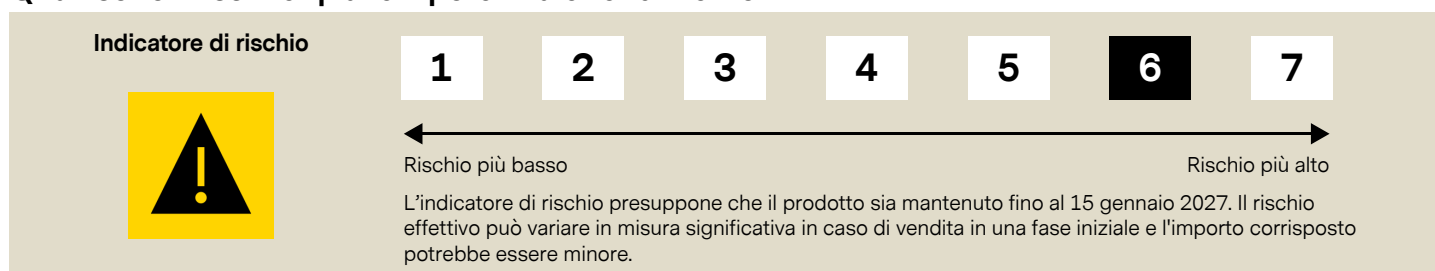 Indicatore di rischio
1 2 3 4 5 6 7
Rischio più basso Rischio più alto
L'indicatore di rischio presuppone che il prodotto sia mantenuto fino al 15 gennaio 2027. Il rischio
effettivo può variare in misura significativa in caso di vendita in una fase iniziale e l'importo corrisposto
potrebbe essere minore.